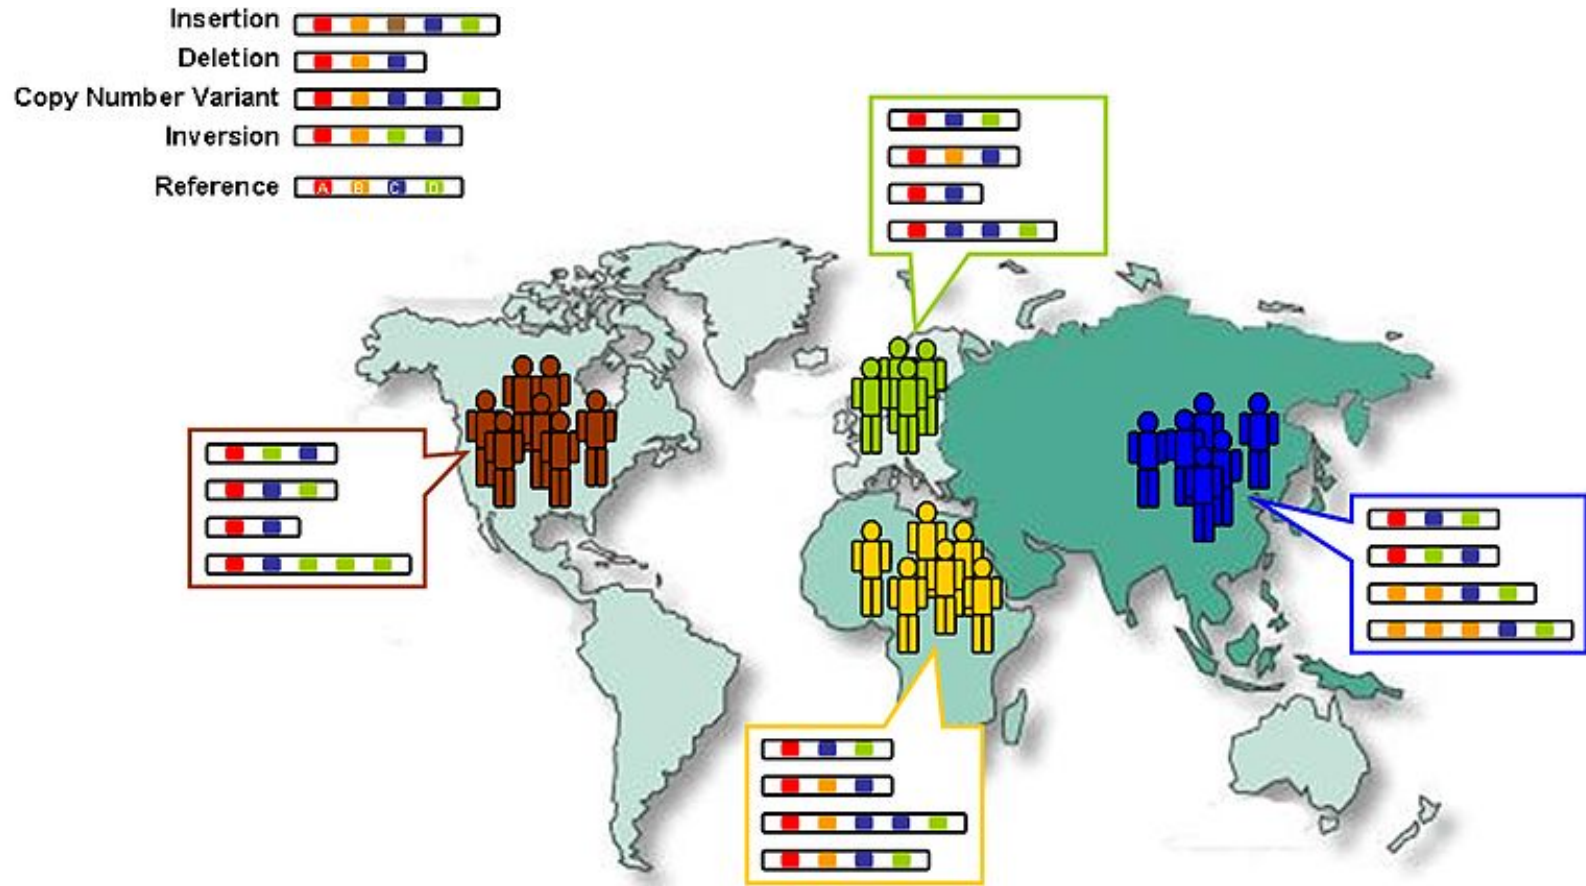 Insertion
Deletion
Copy Number Variant
Inversion
Reference A B C D